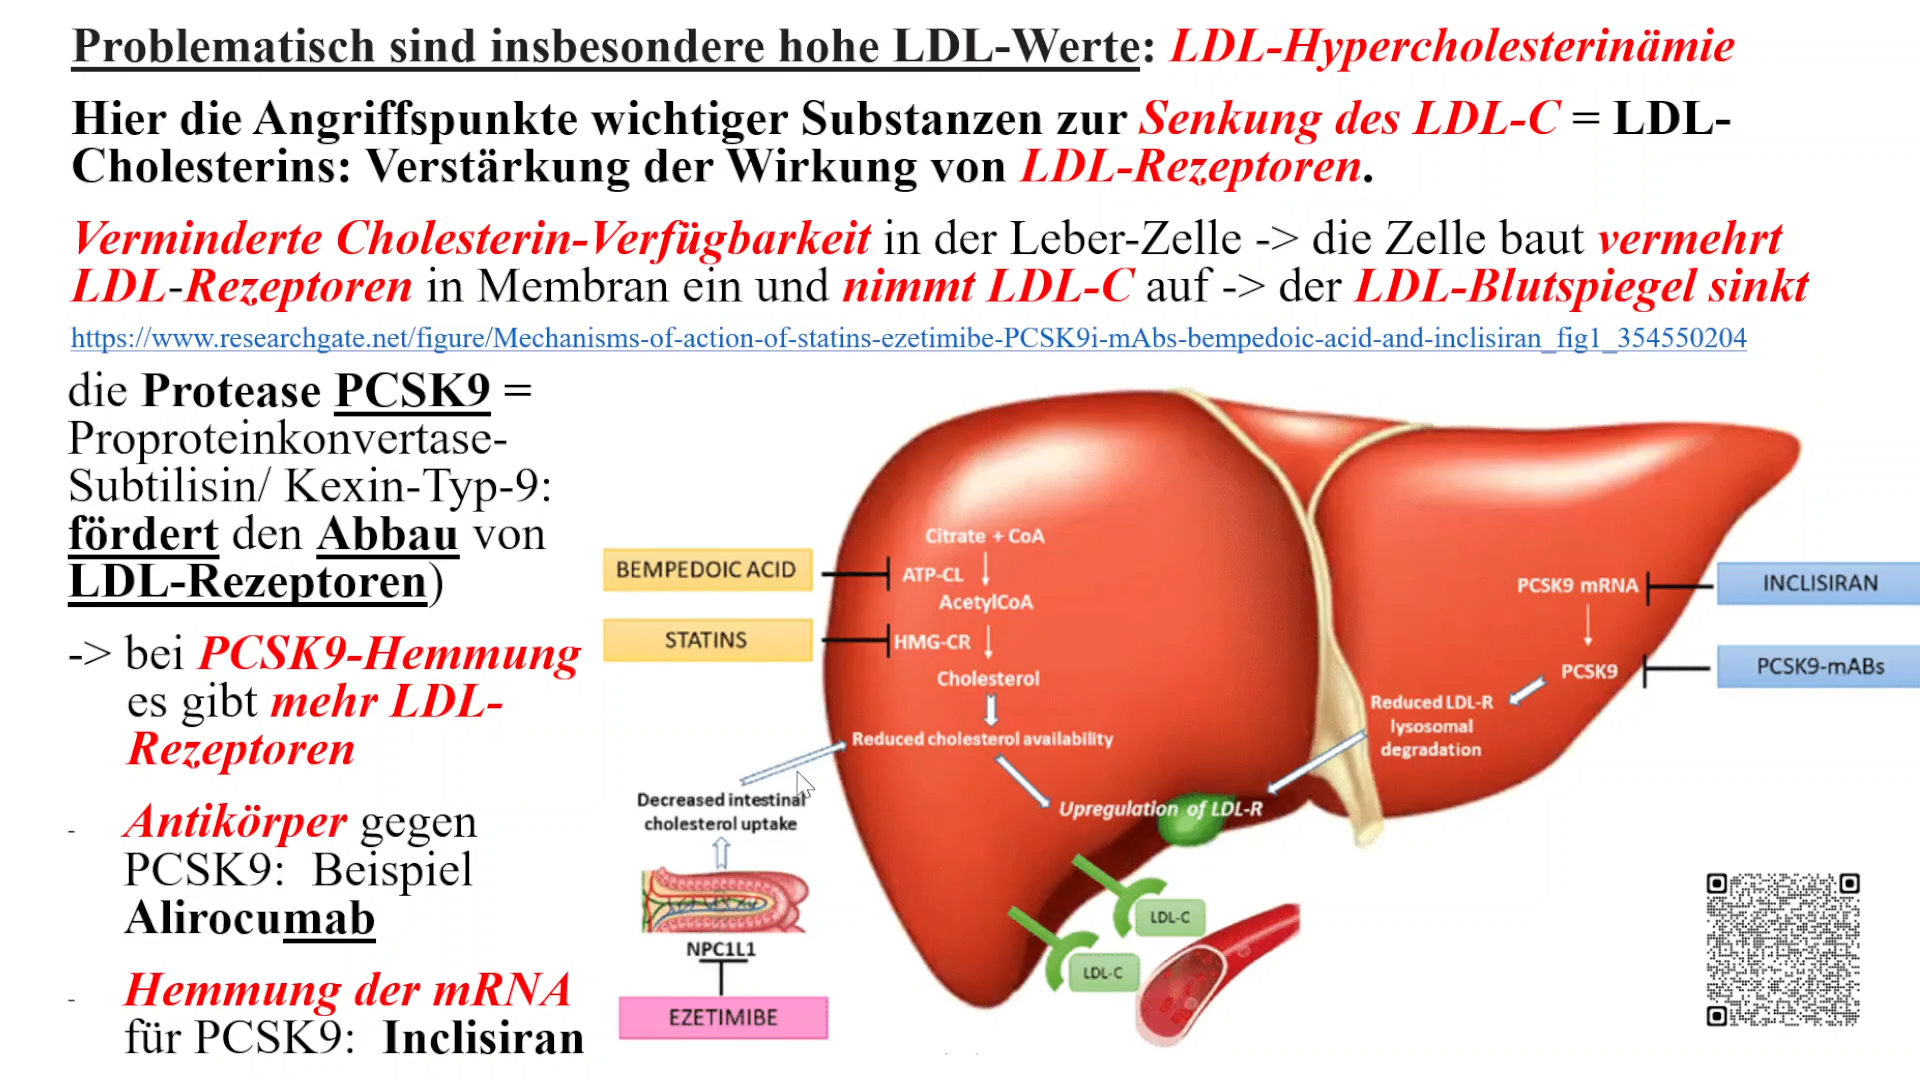 Problematisch sind insbesondere hohe LDL-Werte: LDL-Hypercholesterinämie
Hier die Angriffspunkte wichtiger Substanzen zur Senkung des LDL-C = LDL-
Cholesterins: Verstärkung der Wirkung von LDL-Rezeptoren.
Verminderte Cholesterin-Verfügbarkeit in der Leber-Zelle -> die Zelle baut vermehrt
LDL-Rezeptoren in Membran ein und nimmt LDL-C auf -> der LDL-Blutspiegel sinkt
https://www.researchgate.net/figure/Mechanisms-of-action-of-statins-ezetimibe-PCSK9i-mAbs-bempedoic-acid-and-inclisiran_fig1_354550204
die Protease PCSK9 =
Proproteinkonvertase-
Subtilisin/ Kexin-Typ-9:
fördert den Abbau von
LDL-Rezeptoren)
-> bei PCSK9-Hemmung
es gibt mehr LDL-
Rezeptoren
- Antikörper gegen
PCSK9: Beispiel
Alirocumab
- Hemmung der mRNA
für PCSK9: Inclisiran
BEMPEDOIC ACID
STATINS
Citrate + CoA
ATP-CL
AcetylCoA
HMG-CR
Cholesterol
Reduced cholesterol availability
Decreased intestinal
cholesterol uptake
NPC1L1
EZETIMIBE
Upregulation of LDL-R
LDL-C
LDL-C
PCSK9 mRNA
INCLISIRAN
PCSK9
PCSK9-mABs
Reduced LDL-R
lysosomal
degradation